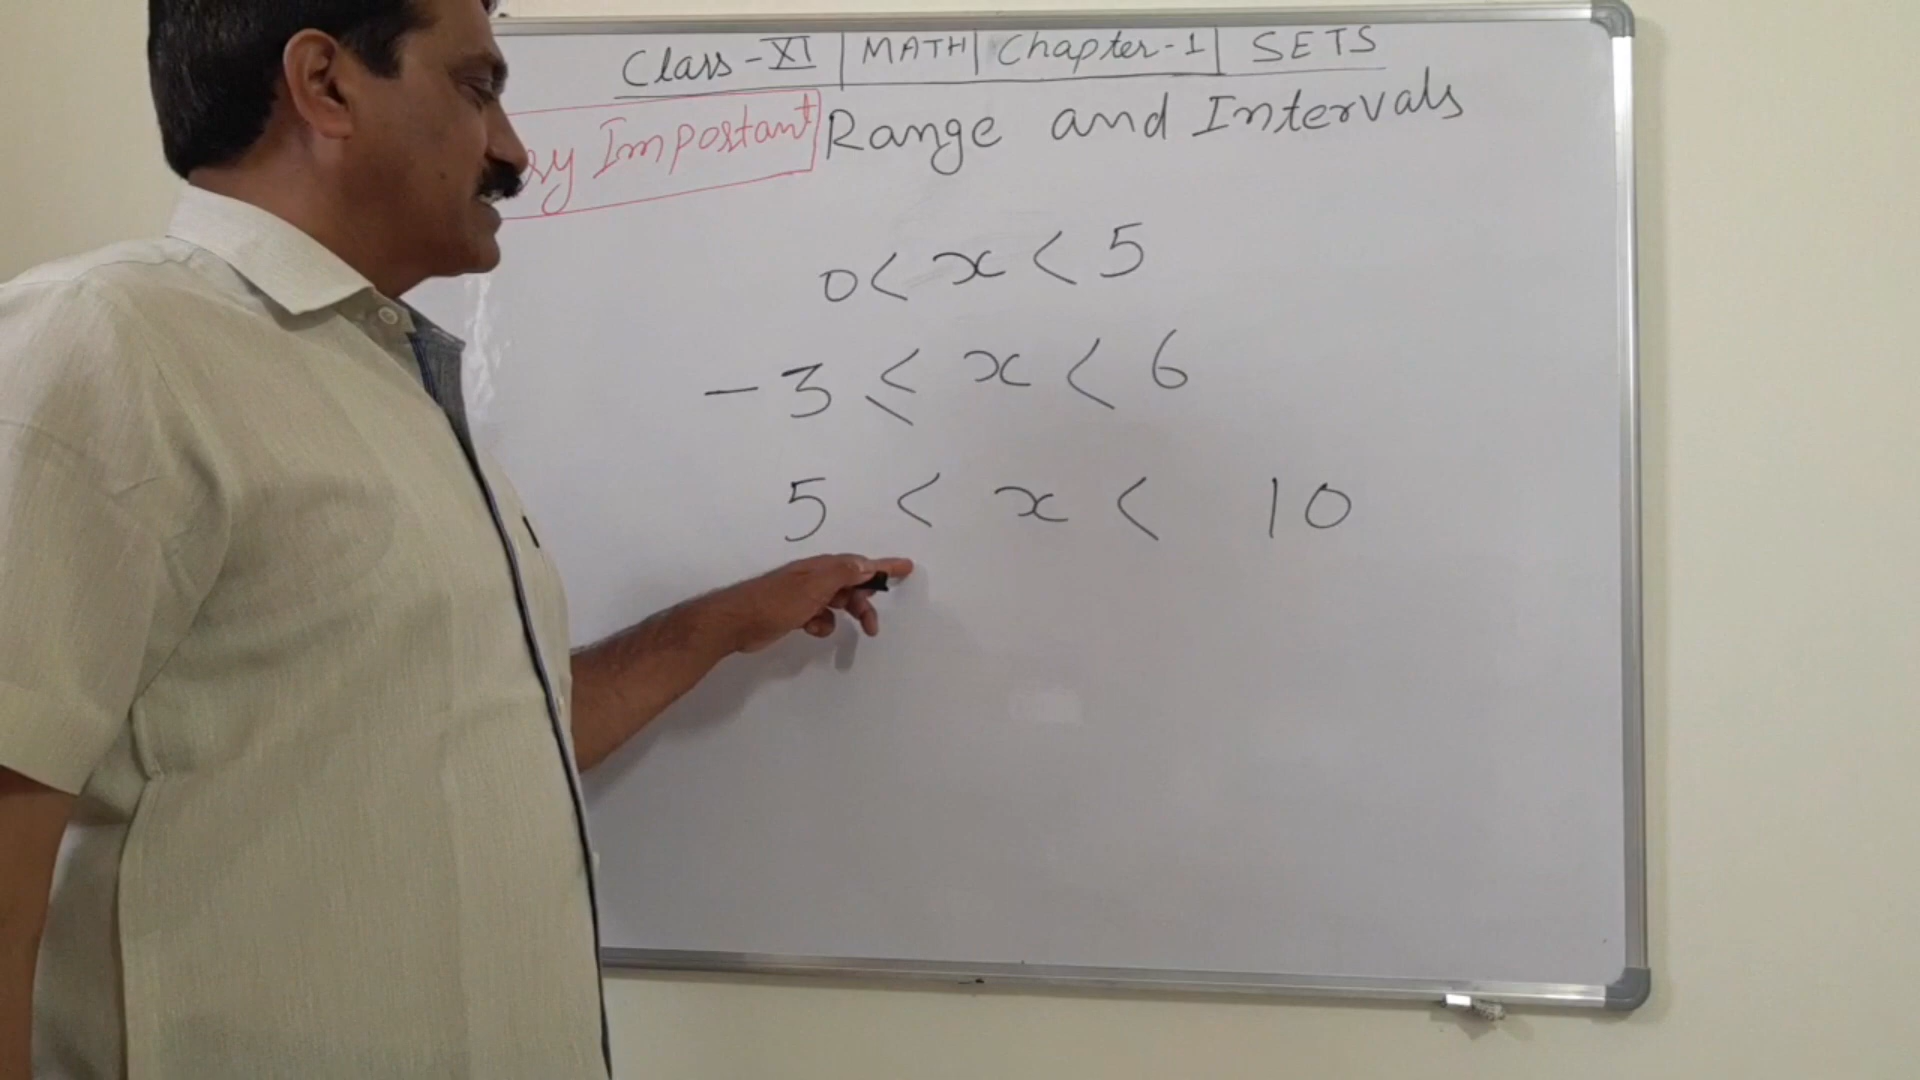 Class-XI | MATH | Chapter-1 | SETS
Important Range and Intervals
0 < x < 5
-3 ≤ x < 6
5 < x < 10